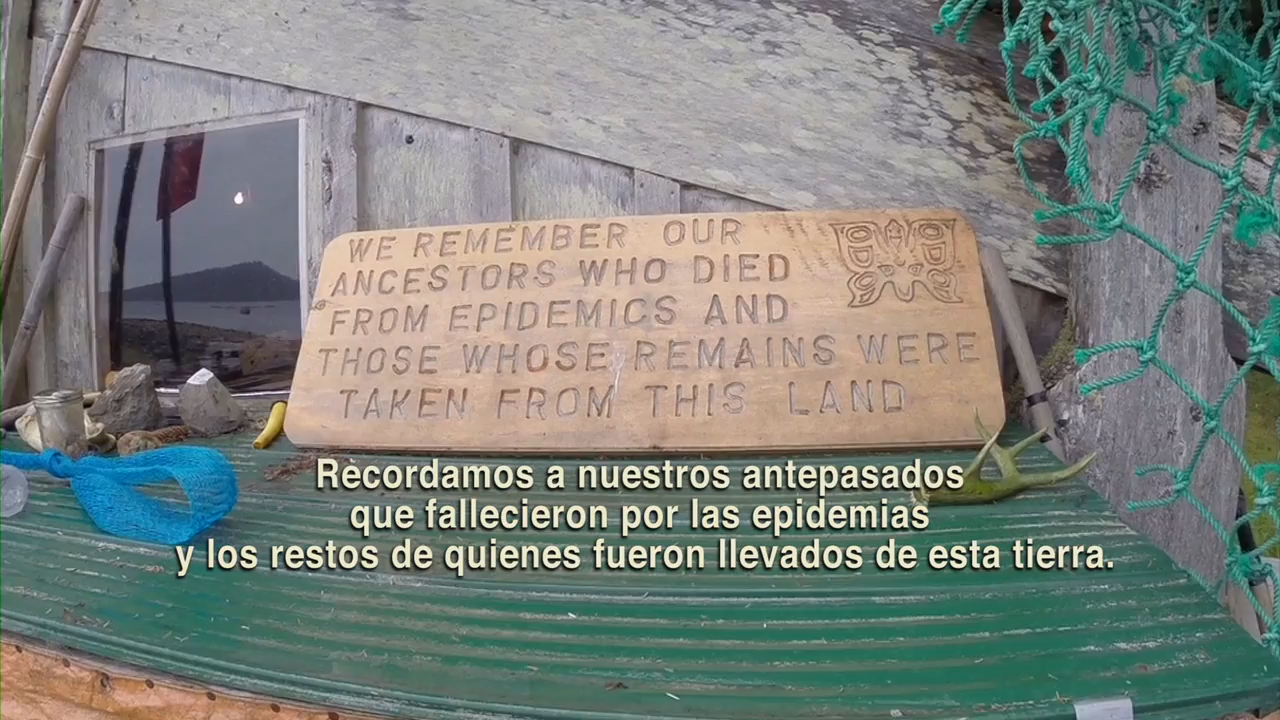 WE REMEMBER OUR
ANCESTORS WHO DIED
FROM EPIDEMICS AND
THOSE WHOSE REMAINS WERE
TAKEN FROM THIS LAND
Recordamos a nuestros antepasados
que fallecieron por las epidemias
y los restos de quienes fueron llevados de esta tierra.